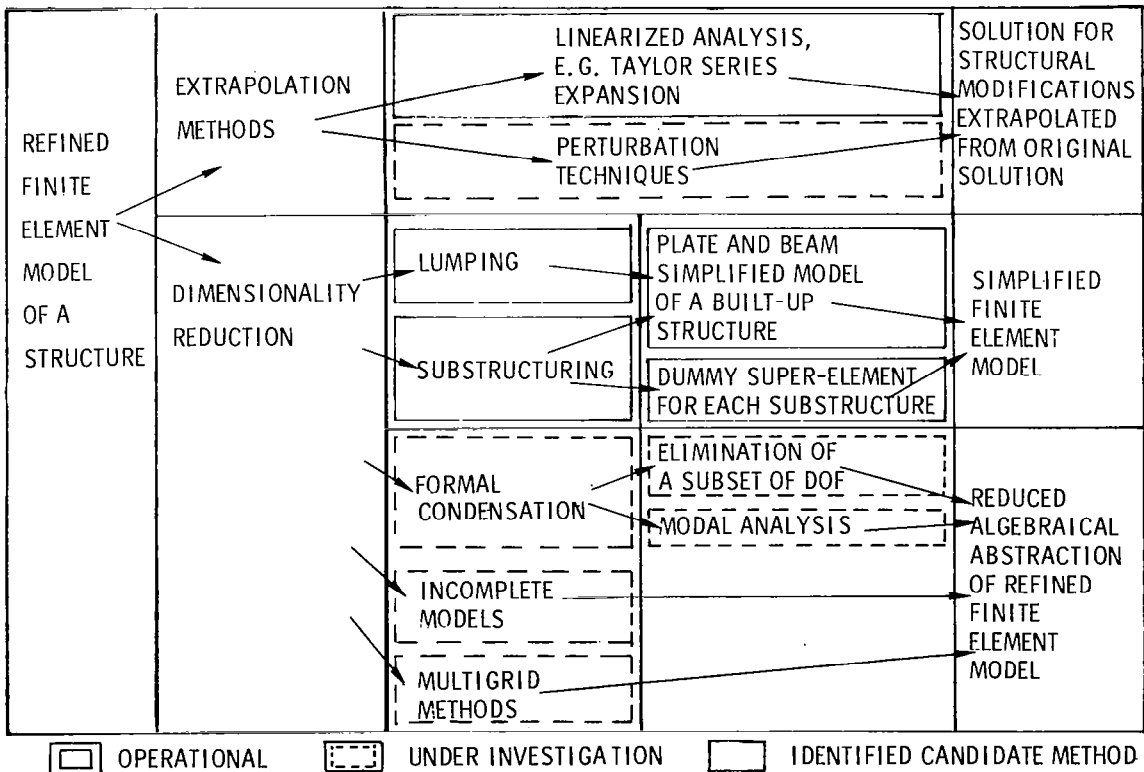 REFINED
FINITE
ELEMENT
MODEL
OF A
STRUCTURE
EXTRAPOLATION
METHODS
LINEARIZED ANALYSIS,
E.G. TAYLOR SERIES
EXPANSION
PERTURBATION
TECHNIQUES
SOLUTION FOR
STRUCTURAL
MODIFICATIONS
EXTRAPOLATED
FROM ORIGINAL
SOLUTION
DIMENSIONALITY
REDUCTION
LUMPING
SUBSTRUCTURING
PLATE AND BEAM
SIMPLIFIED MODEL
OF A BUILT-UP
STRUCTURE
DUMMY SUPER-ELEMENT
FOR EACH SUBSTRUCTURE
SIMPLIFIED
FINITE
ELEMENT
MODEL
FORMAL
CONDENSATION
ELIMINATION OF
A SUBSET OF DOF
MODAL ANALYSIS
INCOMPLETE
MODELS
MULTIGRID
METHODS
REDUCED
ALGEBRAICAL
ABSTRACTION
OF REFINED
FINITE
ELEMENT
MODEL
OPERATIONAL
UNDER INVESTIGATION
IDENTIFIED CANDIDATE METHOD